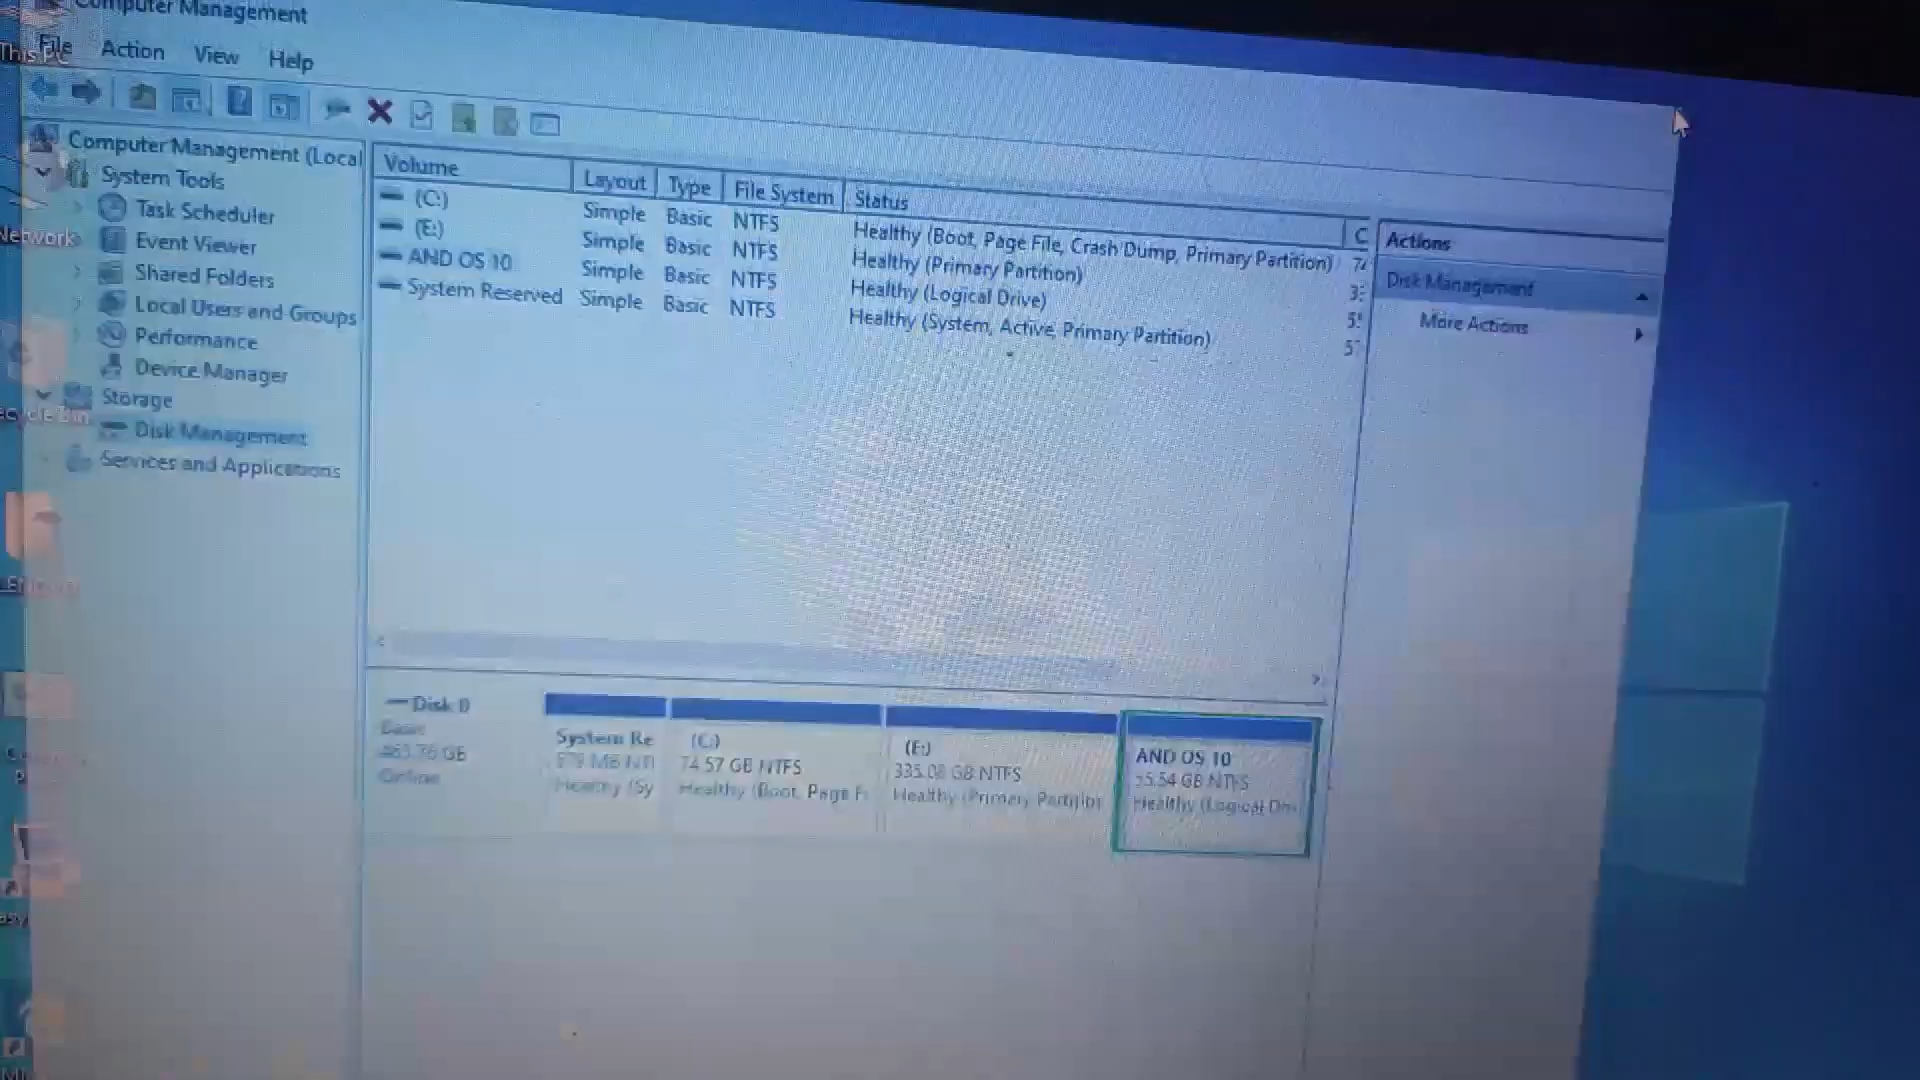 Computer Management
File Action View Help
This PC
Network
Computer Management (Local
System Tools
Task Scheduler
Event Viewer
Shared Folders
Local Users and Groups
Performance
Device Manager
Storage
Disk Management
Services and Applications
Volume Layout Type File System Status C
(C:) Simple Basic NTFS Healthy (Boot, Page File, Crash Dump, Primary Partition)
(E:) Simple Basic NTFS Healthy (Primary Partition)
AND OS 10 Simple Basic NTFS Healthy (Logical Drive)
System Reserved Simple Basic NTFS Healthy (System, Active, Primary Partition)
Actions
Disk Management
More Actions
Disk 0
Basic
GB
Online
System Re
579 MB NTI
Healthy (Sy
(C:)
74.57 GB NTFS
Healthy (Boot, Page F
(E:)
335.08 GB NTFS
Healthy (Primary Partition
AND OS 10
55.54 GB NTFS
Healthy (Logical Dri